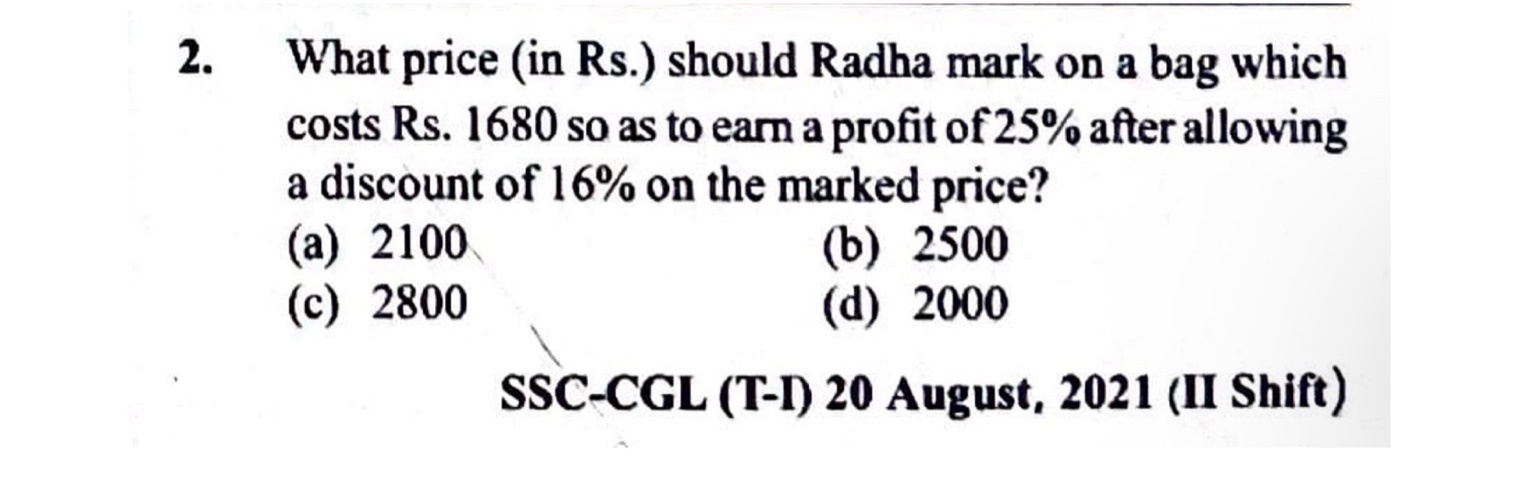 2. What price (in Rs.) should Radha mark on a bag which
costs Rs. 1680 so as to earn a profit of 25% after allowing
a discount of 16% on the marked price?
(a) 2100 (b) 2500
(c) 2800 (d) 2000
SSC-CGL (T-I) 20 August, 2021 (II Shift)